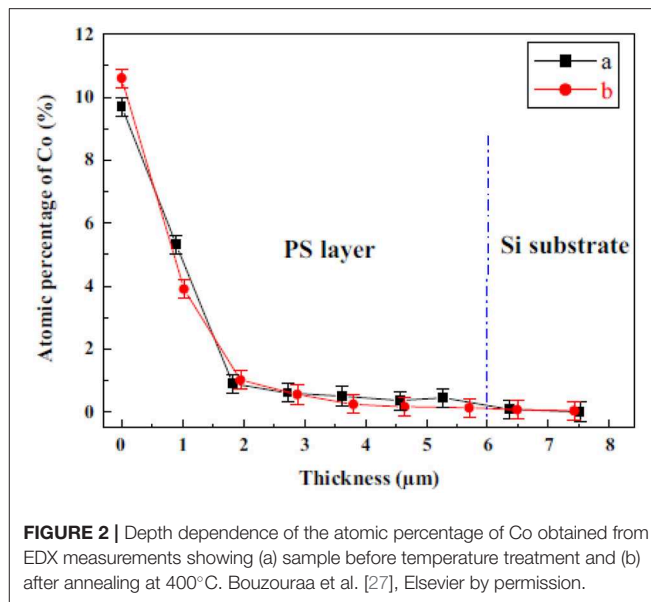 12
10
8
6
4
2
0
Atomic percentage of Co (%)
a
b
PS layer
Si substrate
0 1 2 3 4 5 6 7 8
Thickness (µm)
FIGURE 2 | Depth dependence of the atomic percentage of Co obtained from
EDX measurements showing (a) sample before temperature treatment and (b)
after annealing at 400°C. Bouzouraa et al. [27], Elsevier by permission.